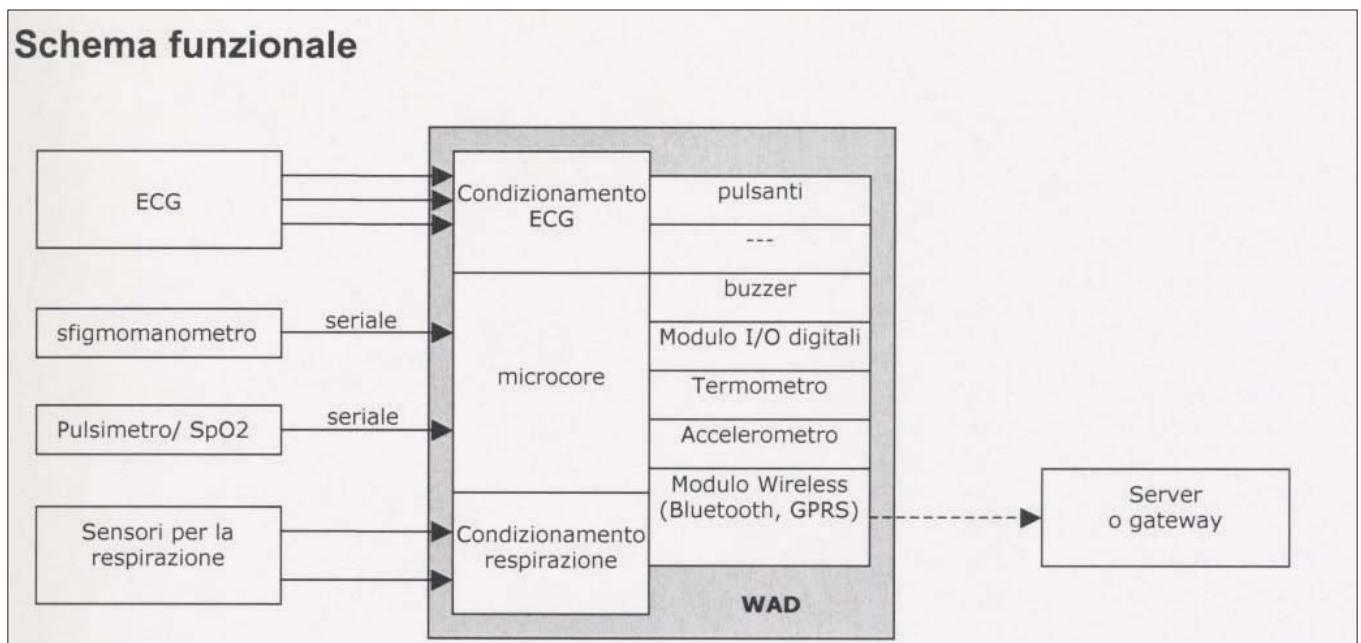 Schema funzionale
ECG
Condizionamento
ECG
pulsanti
---
buzzer
sfigmomanometro
seriale
Modulo I/O digitali
microcore
Termometro
Pulsimetro/ SpO2
seriale
Accelerometro
Modulo Wireless
(Bluetooth, GPRS)
Server
o gateway
Sensori per la
respirazione
Condizionamento
respirazione
WAD